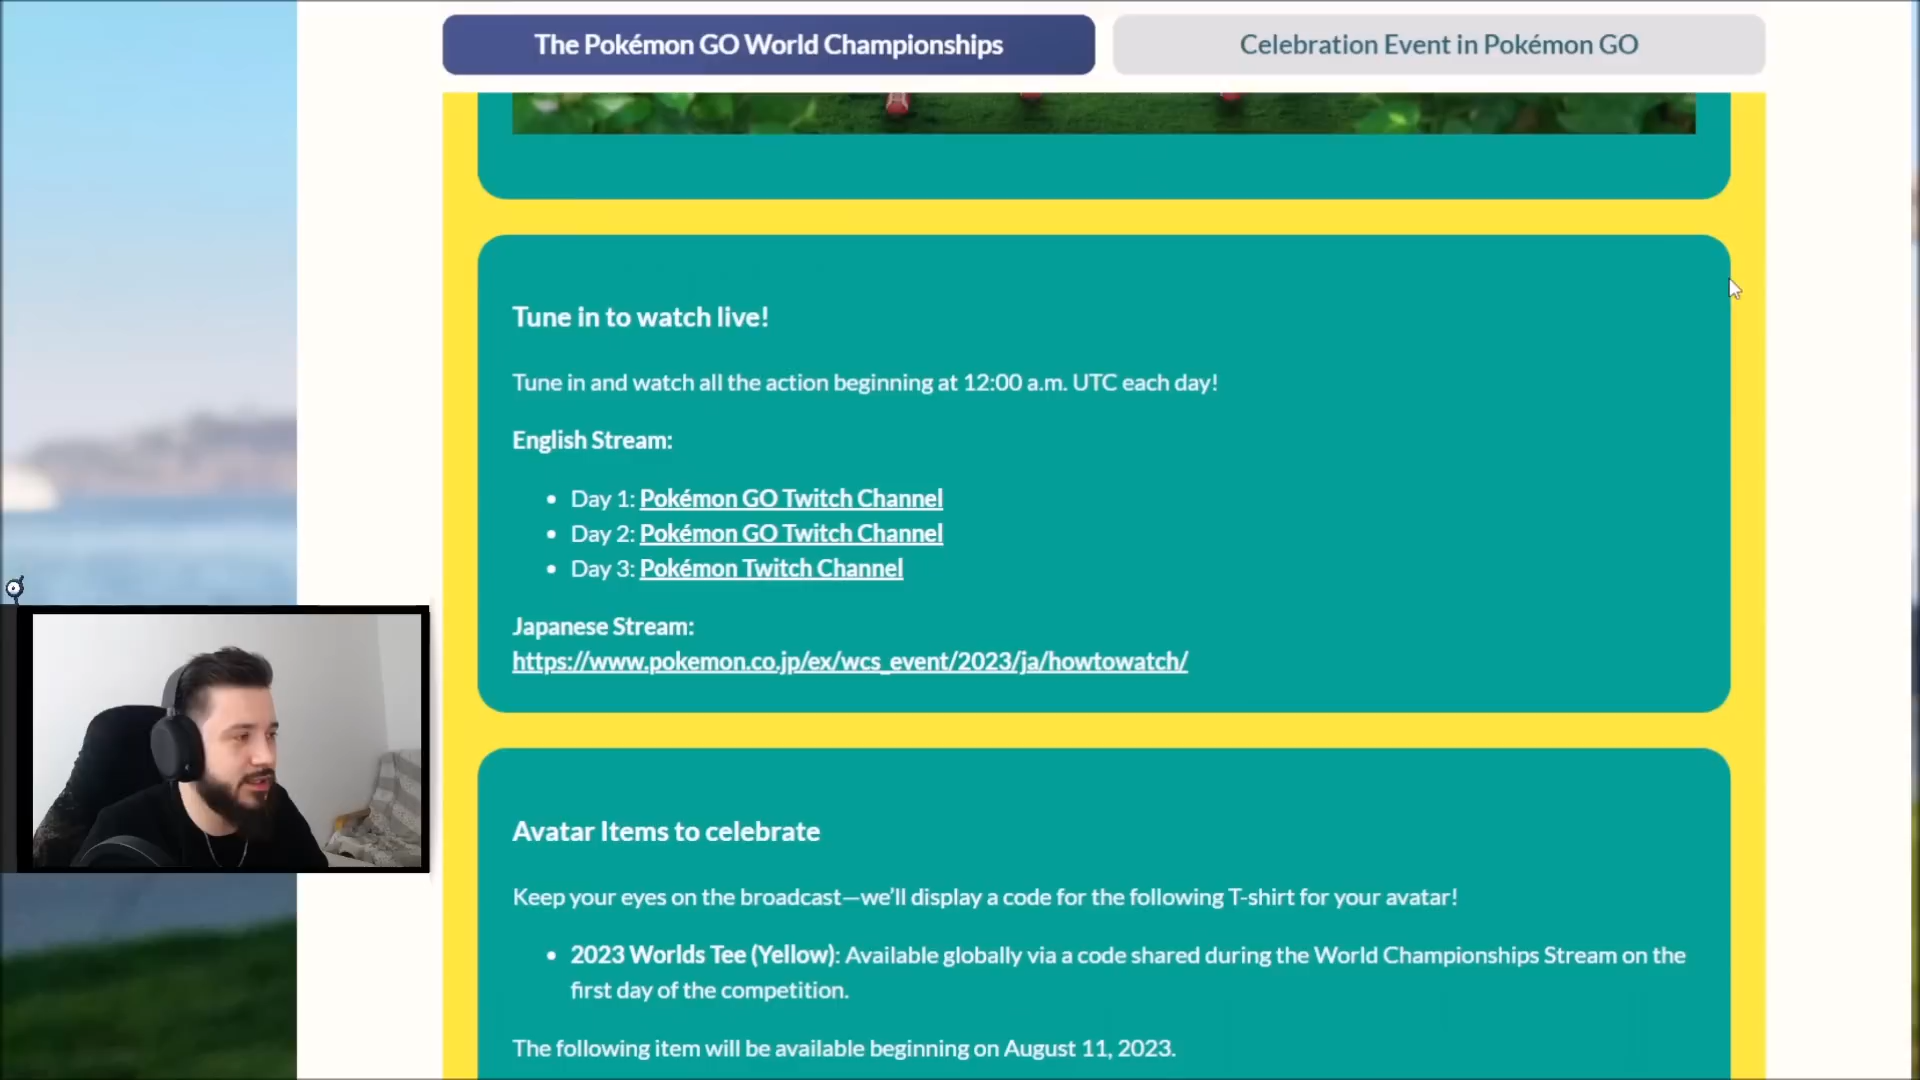 The Pokémon GO World Championships
Celebration Event in Pokémon GO
Tune in to watch live!
Tune in and watch all the action beginning at 12:00 a.m. UTC each day!
English Stream:
• Day 1: Pokémon GO Twitch Channel
• Day 2: Pokémon GO Twitch Channel
• Day 3: Pokémon Twitch Channel
Japanese Stream:
https://www.pokemon.co.jp/ex/wcs_event/2023/ja/howtowatch/
Avatar Items to celebrate
Keep your eyes on the broadcast—we’ll display a code for the following T-shirt for your avatar!
• 2023 Worlds Tee (Yellow): Available globally via a code shared during the World Championships Stream on the
first day of the competition.
The following item will be available beginning on August 11, 2023.